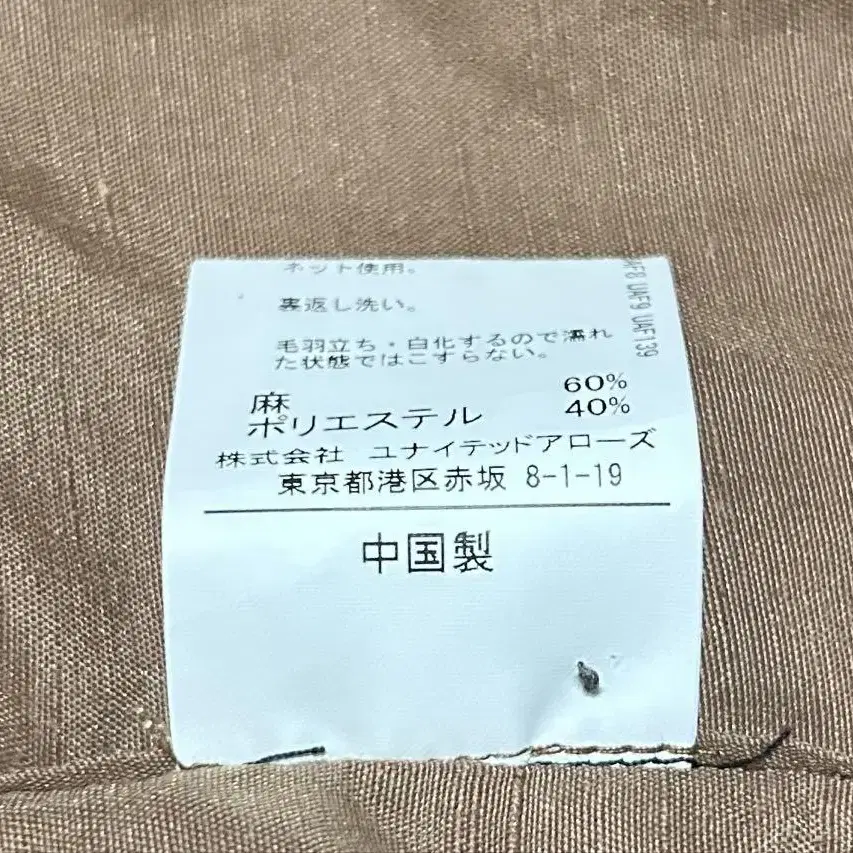 ネット使用。
裏返し洗い。
毛羽立ち・白化するので濡れ
た状態ではこすらない。
麻 60%
ポリエステル 40%
株式会社 ユナイテッドアローズ
東京都港区赤坂 8-1-19
中国製
UAF9 UAF139